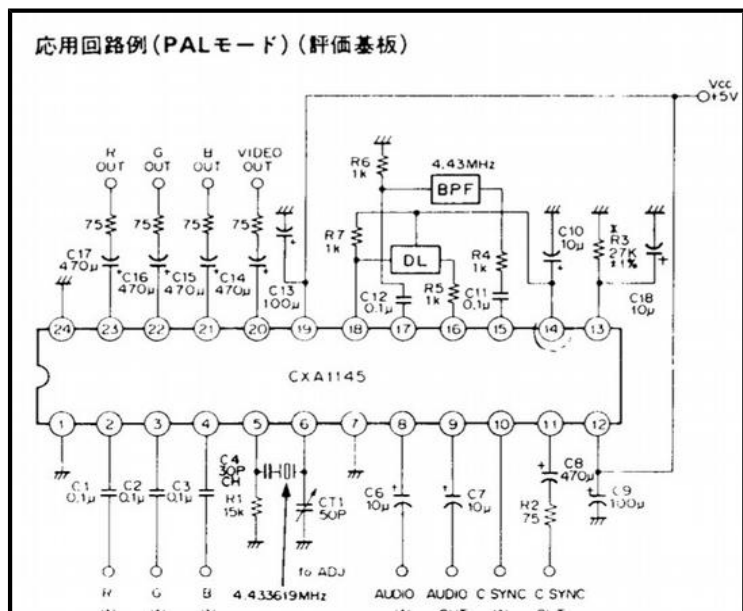 応用回路例(PALモード)(評価基板)
Vcc
+5V
R OUT
G OUT
B OUT
VIDEO OUT
R6
1k
4.43MHz
BPF
75
75
75
75
R7
1k
DL
C10
10μ
R3
27K
±1%
C17
470μ
C16
470μ
C15
470μ
C14
470μ
C13
100μ
R4
1k
R5
1k
C12
0.1μ
C11
0.1μ
C18
10μ
24 23 22 21 20 19 18 17 16 15 14 13
CXA1145
1 2 3 4 5 6 7 8 9 10 11 12
C1
0.1μ
C2
0.1μ
C3
0.1μ
C4
30P
CH
R1
15k
CT1
50P
C6
10μ
C7
10μ
C8
470μ
R2
75
C9
100μ
fo ADJ
R
G
B
4.433619MHz
AUDIO
AUDIO
C SYNC
C SYNC